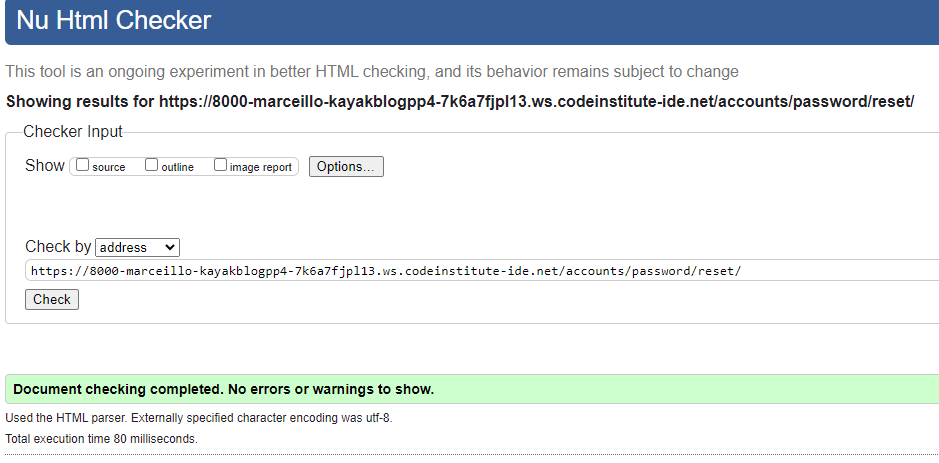 Nu Html Checker
This tool is an ongoing experiment in better HTML checking, and its behavior remains subject to change
Showing results for https://8000-marceillo-kayakblogpp4-7k6a7fjpl13.ws.codeinstitute-ide.net/accounts/password/reset/
Checker Input
Show source outline image report Options...
Check by address
https://8000-marceillo-kayakblogpp4-7k6a7fjpl13.ws.codeinstitute-ide.net/accounts/password/reset/
Check
Document checking completed. No errors or warnings to show.
Used the HTML parser. Externally specified character encoding was utf-8.
Total execution time 80 milliseconds.